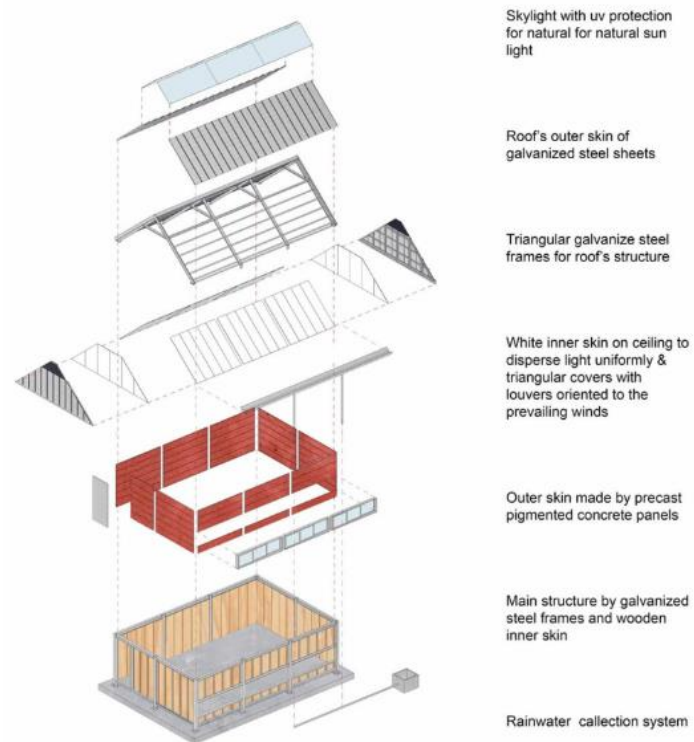 Skylight with uv protection
for natural for natural sun
light
Roof's outer skin of
galvanized steel sheets
Triangular galvanize steel
frames for roof's structure
White inner skin on ceiling to
disperse light uniformly &
triangular covers with
louvers oriented to the
prevailing winds
Outer skin made by precast
pigmented concrete panels
Main structure by galvanized
steel frames and wooden
inner skin
Rainwater callection system